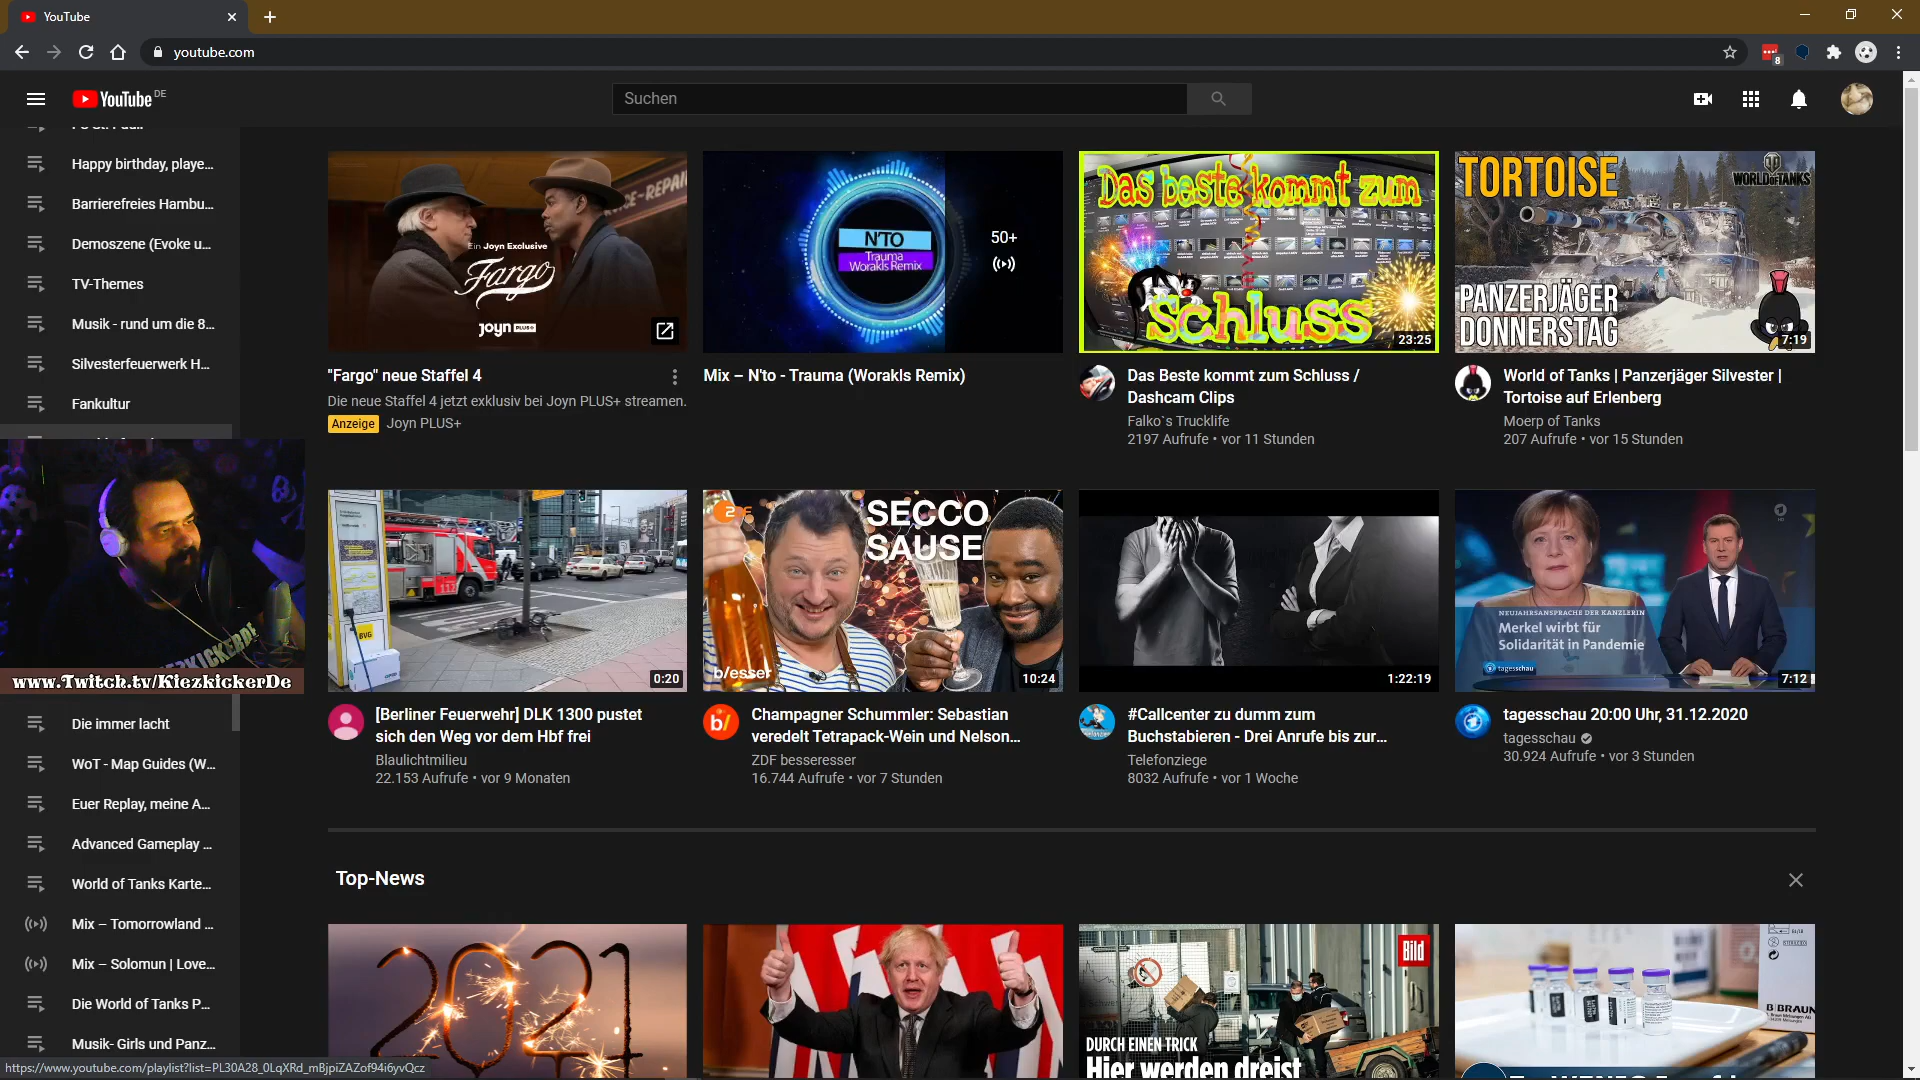 YouTube
youtube.com
8
YouTube DE
Suchen
Happy birthday, playe...
Barrierefreies Hambu...
Demoszene (Evoke u...
TV-Themes
Musik - rund um die 8...
Silvesterfeuerwerk H...
Fankultur
www.Twitch.tv/KiezkickerDe
Die immer lacht
WoT - Map Guides (W...
Euer Replay, meine A...
Advanced Gameplay ...
World of Tanks Karte...
Mix – Tomorrowland ...
Mix – Solomun | Love...
Die World of Tanks P...
Musik- Girls und Panz...
Ein Joyn Exclusive
Fargo
joyn PLUS+
"Fargo" neue Staffel 4
Die neue Staffel 4 jetzt exklusiv bei Joyn PLUS+ streamen.
Anzeige Joyn PLUS+
N'TO
Trauma
Worakls Remix
50+
Mix – N'to - Trauma (Worakls Remix)
Das beste kommt zum
Schluss
23:25
Das Beste kommt zum Schluss /
Dashcam Clips
Falko`s Trucklife
2197 Aufrufe • vor 11 Stunden
TORTOISE
WORLD OF TANKS
PANZERJÄGER
DONNERSTAG
7:19
World of Tanks | Panzerjäger Silvester |
Tortoise auf Erlenberg
Moerp of Tanks
207 Aufrufe • vor 15 Stunden
BVG
0:20
[Berliner Feuerwehr] DLK 1300 pustet
sich den Weg vor dem Hbf frei
Blaulichtmilieu
22.153 Aufrufe • vor 9 Monaten
ZDF
SECCO
SAUSE
b/esser
10:24
b/
Champagner Schummler: Sebastian
veredelt Tetrapack-Wein und Nelson...
ZDF besseresser
16.744 Aufrufe • vor 7 Stunden
1:22:19
#Callcenter zu dumm zum
Buchstabieren - Drei Anrufe bis zur...
Telefonziege
8032 Aufrufe • vor 1 Woche
NEUJAHRSANSPRACHE DER KANZLERIN
Merkel wirbt für
Solidarität in Pandemie
tagesschau
7:12
tagesschau 20:00 Uhr, 31.12.2020
tagesschau
30.924 Aufrufe • vor 3 Stunden
Top-News
2021
Bild
DURCH EINEN TRICK
Hier werden dreist
B|BRAUN
https://www.youtube.com/playlist?list=PL30A28_0LqXRd_mBjpiZAZof94i6yvQcz